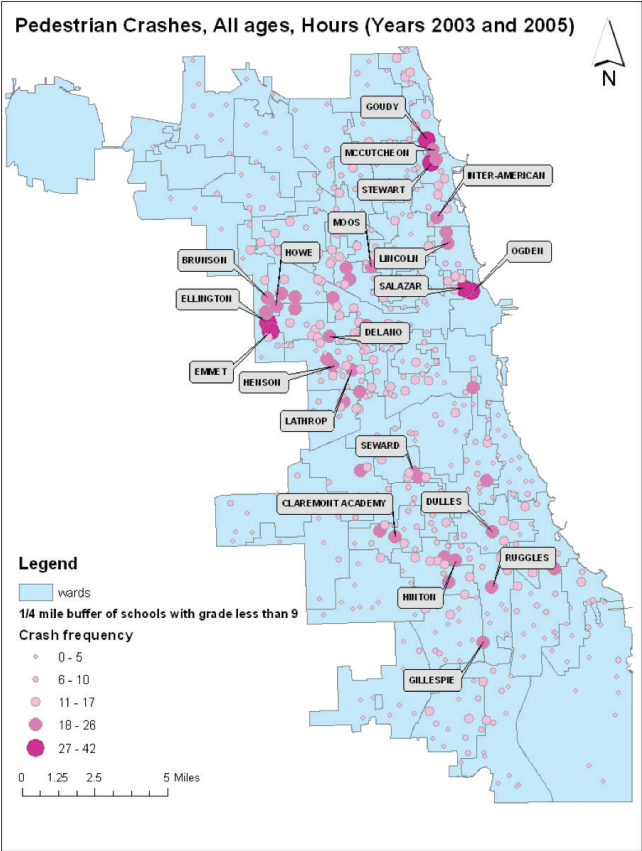 Pedestrian Crashes, All ages, Hours (Years 2003 and 2005)
N
GOUDY
MCCUTCHEON
STEWART
INTER-AMERICAN
MOOS
LINCOLN
HOWE
OGDEN
BRUNSON
SALAZAR
ELLINGTON
DELANO
EMMET
HENSON
LATHROP
SEWARD
CLAREMONT ACADEMY
DULLES
RUGGLES
HINTON
GILLESPIE
Legend
wards
1/4 mile buffer of schools with grade less than 9
Crash frequency
0 - 5
6 - 10
11 - 17
18 - 26
27 - 42
0 1.25 2.5 5 Miles